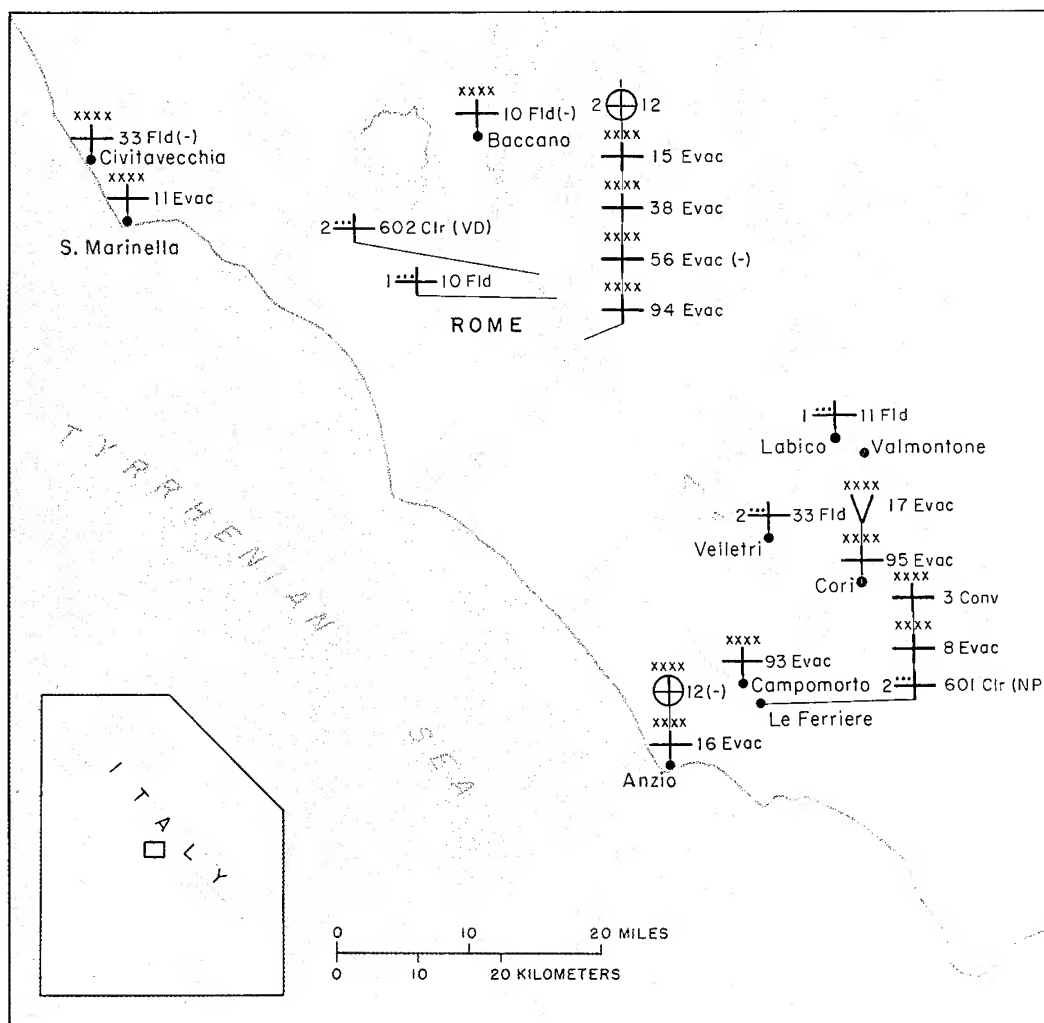 XXXX
33 Fld(-)
Civitavecchia
XXXX
11 Evac
S. Marinella
XXXX
10 Fld(-)
Baccano
2 12
XXXX
15 Evac
XXXX
38 Evac
XXXX
56 Evac (-)
XXXX
94 Evac
2 602 Clr (VD)
1 10 Fld
ROME
1 11 Fld
Labico
Valmontone
XXXX
17 Evac
2 33 Fld
Velletri
XXXX
95 Evac
Cori
XXXX
3 Conv
XXXX
8 Evac
2 601 Clr (NP
XXXX
93 Evac
Campomorto
Le Ferriere
XXXX
12(-)
XXXX
16 Evac
Anzio
TYRRHENIAN
SEA
ITALY
0 10 20 MILES
0 10 20 KILOMETERS